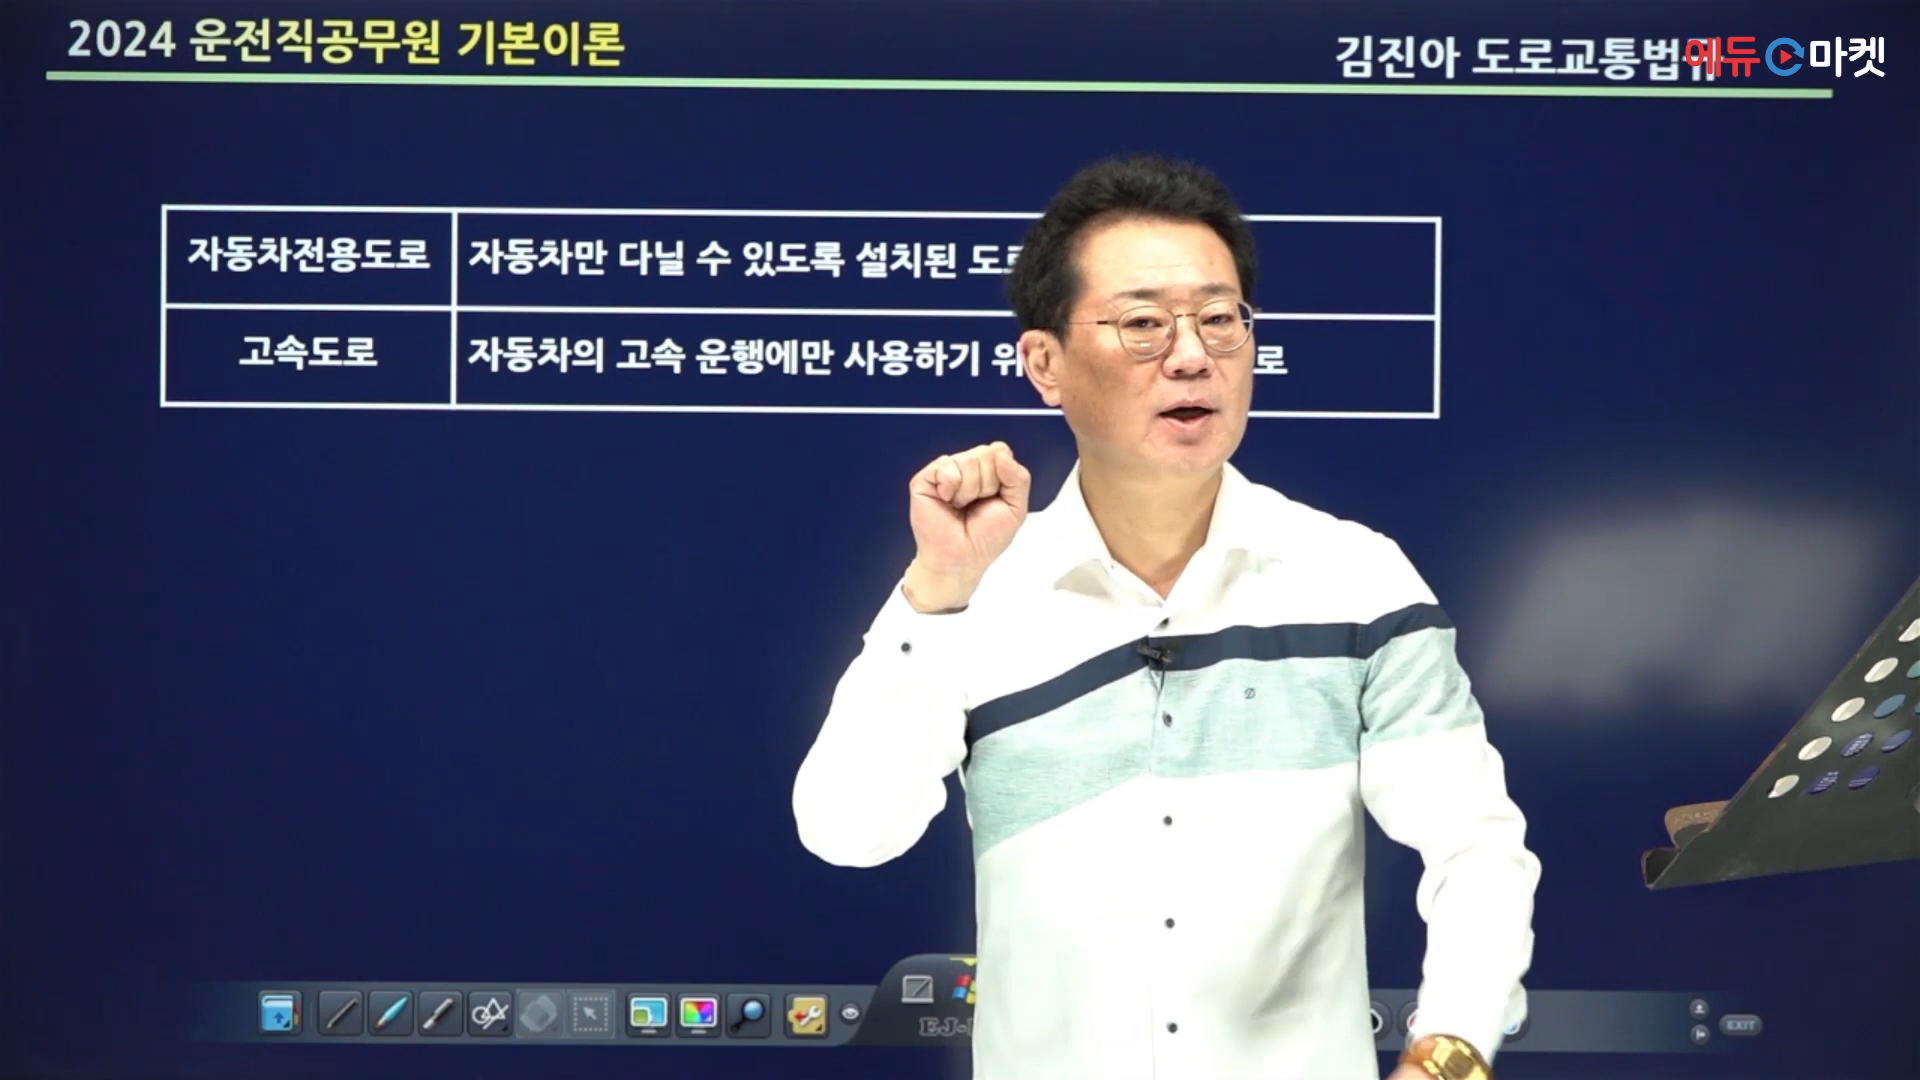 2024 운전직공무원 기본이론
김진아 도로교통법규
에듀마켓
자동차전용도로 자동차만 다닐 수 있도록 설치된
고속도로 자동차의 고속 운행에만 사용하기
EXIT